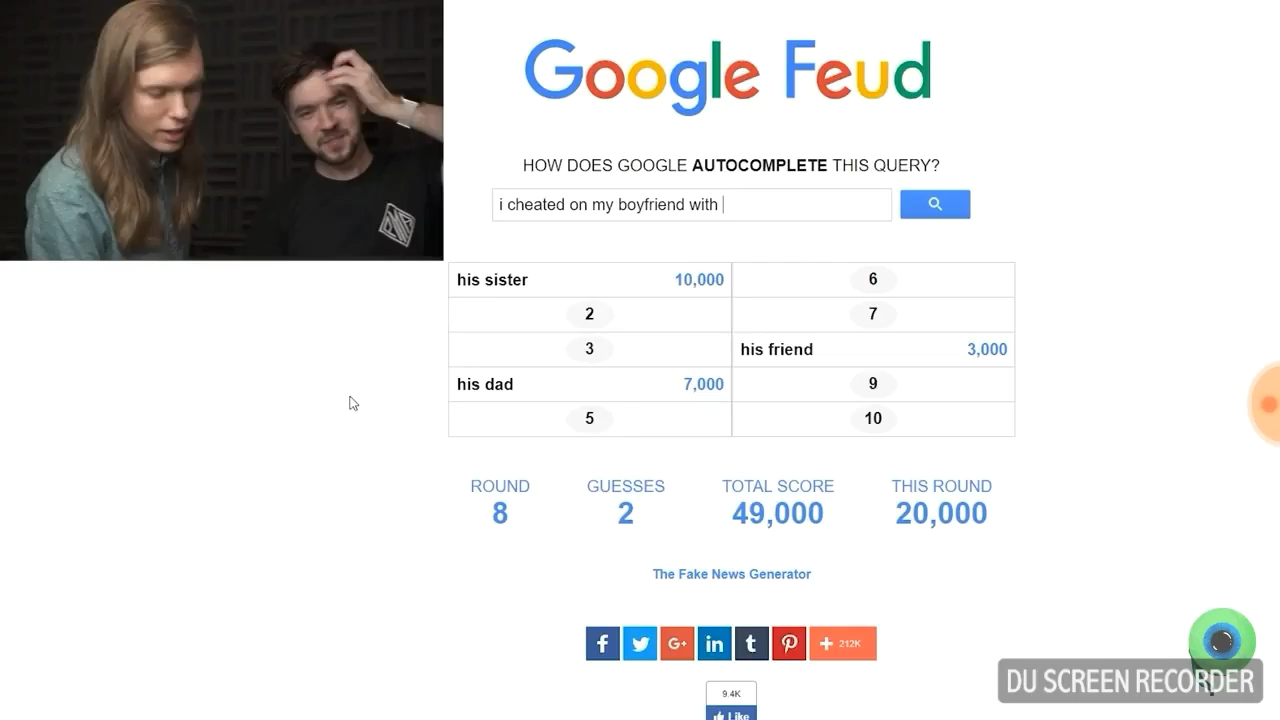 Google Feud
HOW DOES GOOGLE AUTOCOMPLETE THIS QUERY?
i cheated on my boyfriend with
his sister 10,000
6
2
7
3
his friend 3,000
his dad 7,000
9
5
10
ROUND GUESSES TOTAL SCORE THIS ROUND
8 2 49,000 20,000
The Fake News Generator
f G+ in t 212K
9.4K
Like
DU SCREEN RECORDER